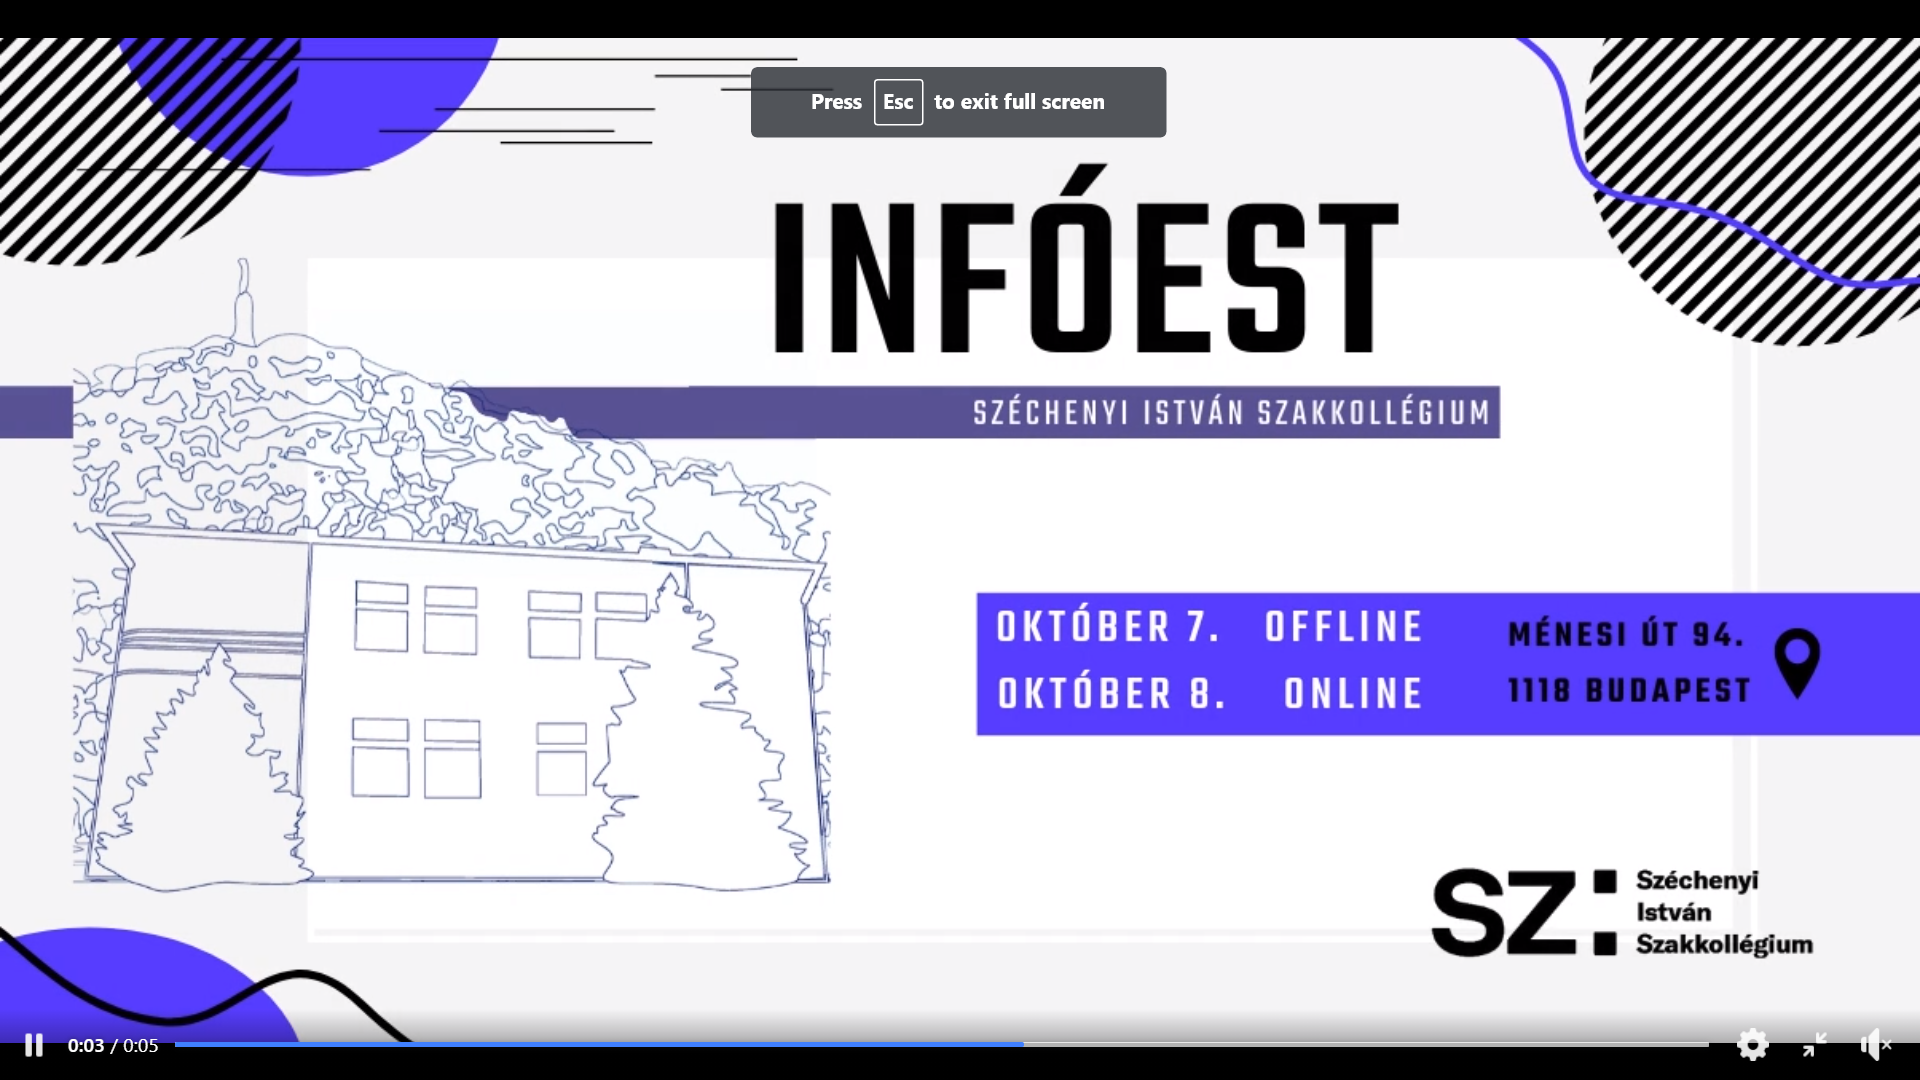 Press Esc to exit full screen
INFÓEST
SZÉCHENYI ISTVÁN SZAKKOLLÉGIUM
OKTÓBER 7. OFFLINE
OKTÓBER 8. ONLINE
MÉNESI ÚT 94.
1118 BUDAPEST
SZ:
Széchenyi
István
Szakkollégium
0:03 / 0:05